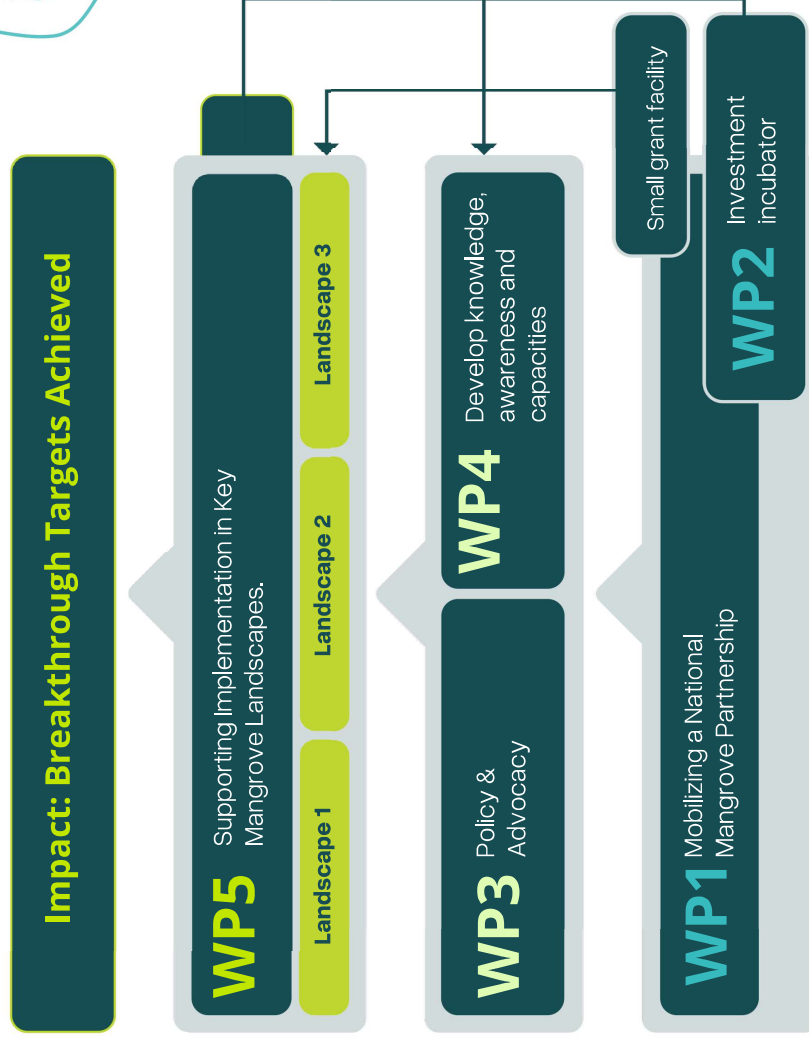 Impact: Breakthrough Targets Achieved
WP5
Supporting Implementation in Key
Mangrove Landscapes.
Landscape 1
Landscape 2
Landscape 3
WP3
Policy &
Advocacy
WP4
Develop knowledge,
awareness and
capacities
Small grant facility
WP1
Mobilizing a National
Mangrove Partnership
WP2
Investment
incubator